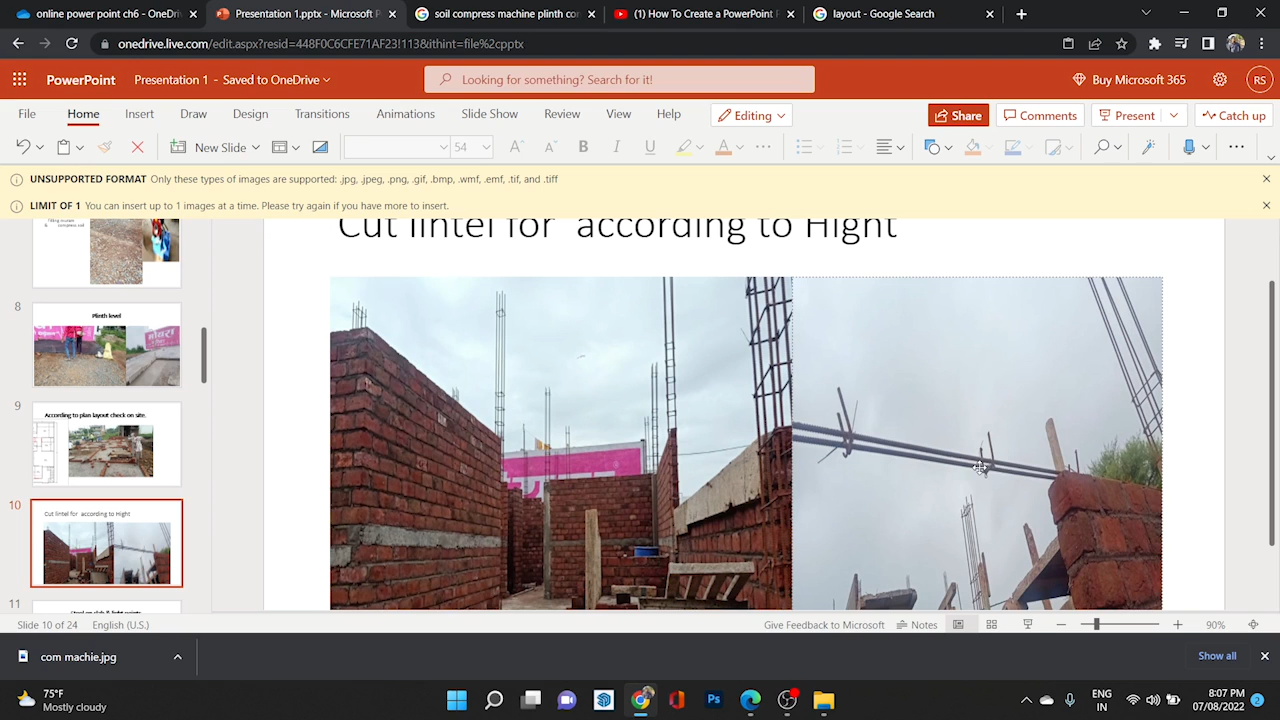 online portfolio ch6 - OneDrive
Presentation 1.pptx - Microsoft P
soil compress machine plinth co
(1) How To Create a PowerPoint P
layout - Google Search
onedrive.live.com/edit.aspx?resid=448F0C6CFE71AF23!113&ithint=file%2cpptx
PowerPoint
Presentation 1 - Saved to OneDrive
Looking for something? Search for it!
Buy Microsoft 365
RS
File Home Insert Draw Design Transitions Animations Slide Show Review View Help
Editing
Share
Comments
Present
Catch up
New Slide
54
B I U A
UNSUPPORTED FORMAT Only these types of images are supported: .jpg, .jpeg, .png, .gif, .bmp, .wmf, .emf, .tif, and .tiff
LIMIT OF 1 You can insert up to 1 images at a time. Please try again if you have more to insert.
Cut lintel for according to Hight
compress soil
8
Plinth level
9
According to plan layout check on site.
10
Cut lintel for according to Hight
11
Slide 10 of 24
English (U.S.)
Give Feedback to Microsoft
Notes
90%
com machie.jpg
Show all
75°F
Mostly cloudy
Ps
ENG
IN
8:07 PM
07/08/2022
2